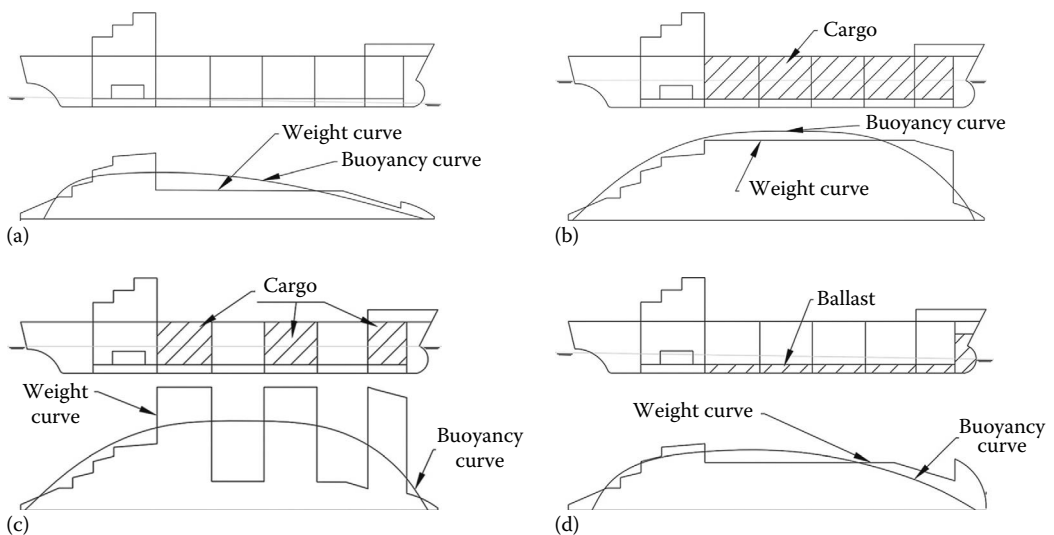 (a)
Weight curve
Buoyancy curve
(b)
Cargo
Buoyancy curve
Weight curve
(c)
Cargo
Weight
curve
Buoyancy
curve
(d)
Ballast
Weight curve
Buoyancy
curve